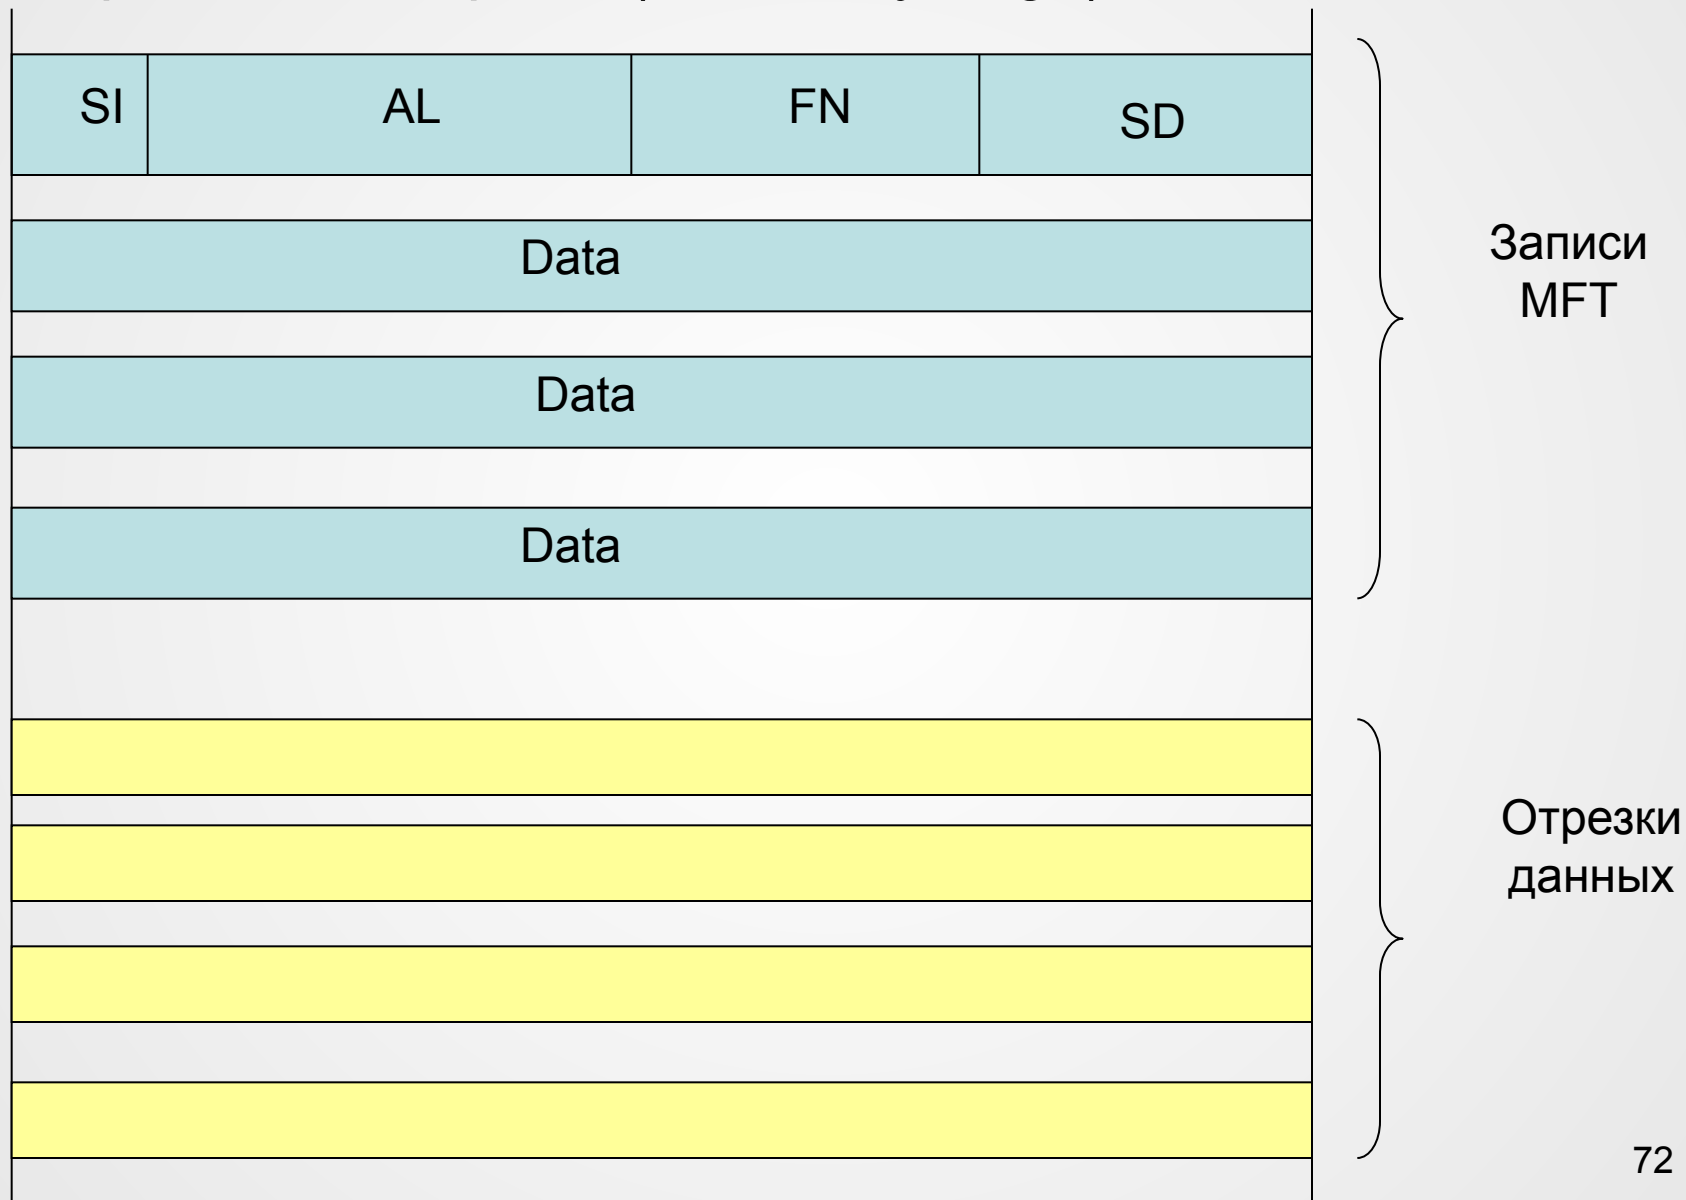 SI AL FN SD
Data
Data
Data
Записи
MFT
Отрезки
данных
72